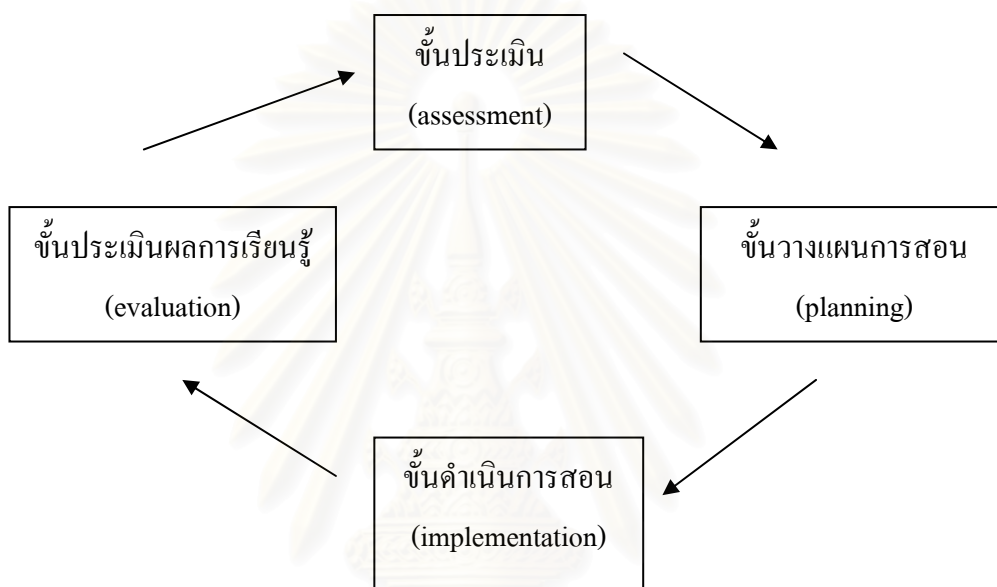 ขั้นประเมิน
(assessment)
ขั้นประเมินผลการเรียนรู้
(evaluation)
ขั้นวางแผนการสอน
(planning)
ขั้นดำเนินการสอน
(implementation)